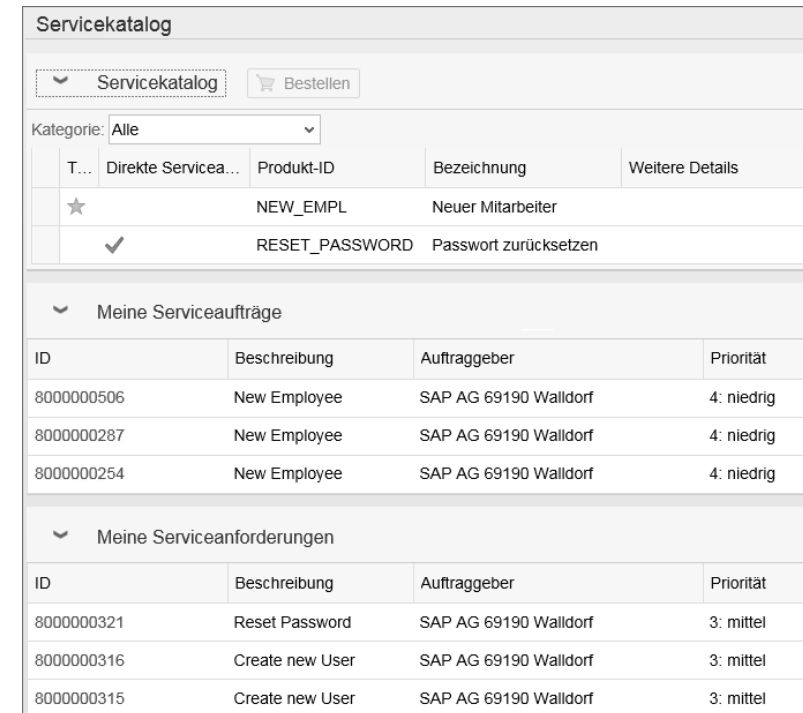 Servicekatalog
Servicekatalog Bestellen
Kategorie: Alle
T... Direkte Servicea... Produkt-ID Bezeichnung Weitere Details
NEW_EMPL Neuer Mitarbeiter
RESET_PASSWORD Passwort zurücksetzen
Meine Serviceaufträge
ID Beschreibung Auftraggeber Priorität
8000000506 New Employee SAP AG 69190 Walldorf 4: niedrig
8000000287 New Employee SAP AG 69190 Walldorf 4: niedrig
8000000254 New Employee SAP AG 69190 Walldorf 4: niedrig
Meine Serviceanforderungen
ID Beschreibung Auftraggeber Priorität
8000000321 Reset Password SAP AG 69190 Walldorf 3: mittel
8000000316 Create new User SAP AG 69190 Walldorf 3: mittel
8000000315 Create new User SAP AG 69190 Walldorf 3: mittel